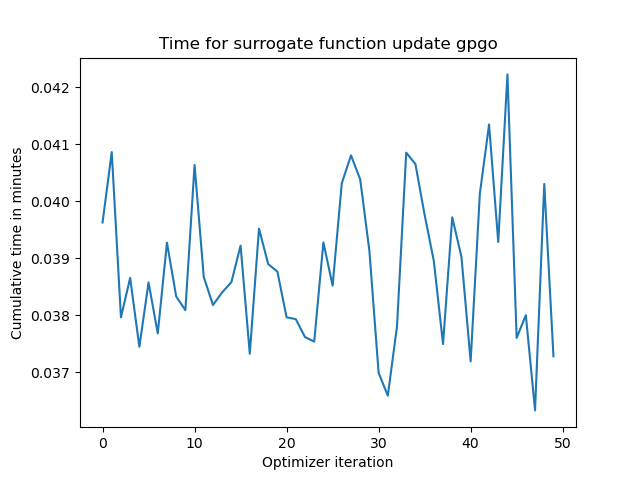 Time for surrogate function update gpgo
Cumulative time in minutes
0.042
0.041
0.040
0.039
0.038
0.037
0 10 20 30 40 50
Optimizer iteration